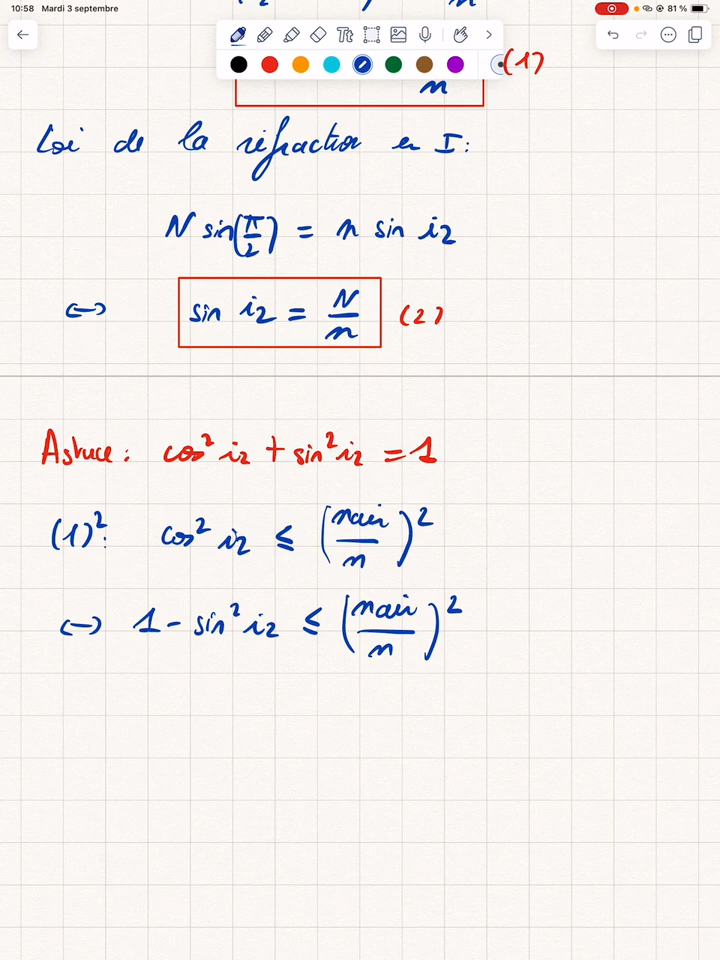 10:58 Mardi 3 septembre 81 %
Tt
(1)
n
Loi de la réfraction en I:
N sin(π/2) = n sin i2
<-> sin i2 = N/n (2)
Astuce: cos² i2 + sin² i2 = 1
(1)²: cos² i2 ≤ (nair/n)²
<-> 1 - sin² i2 ≤ (nair/n)²